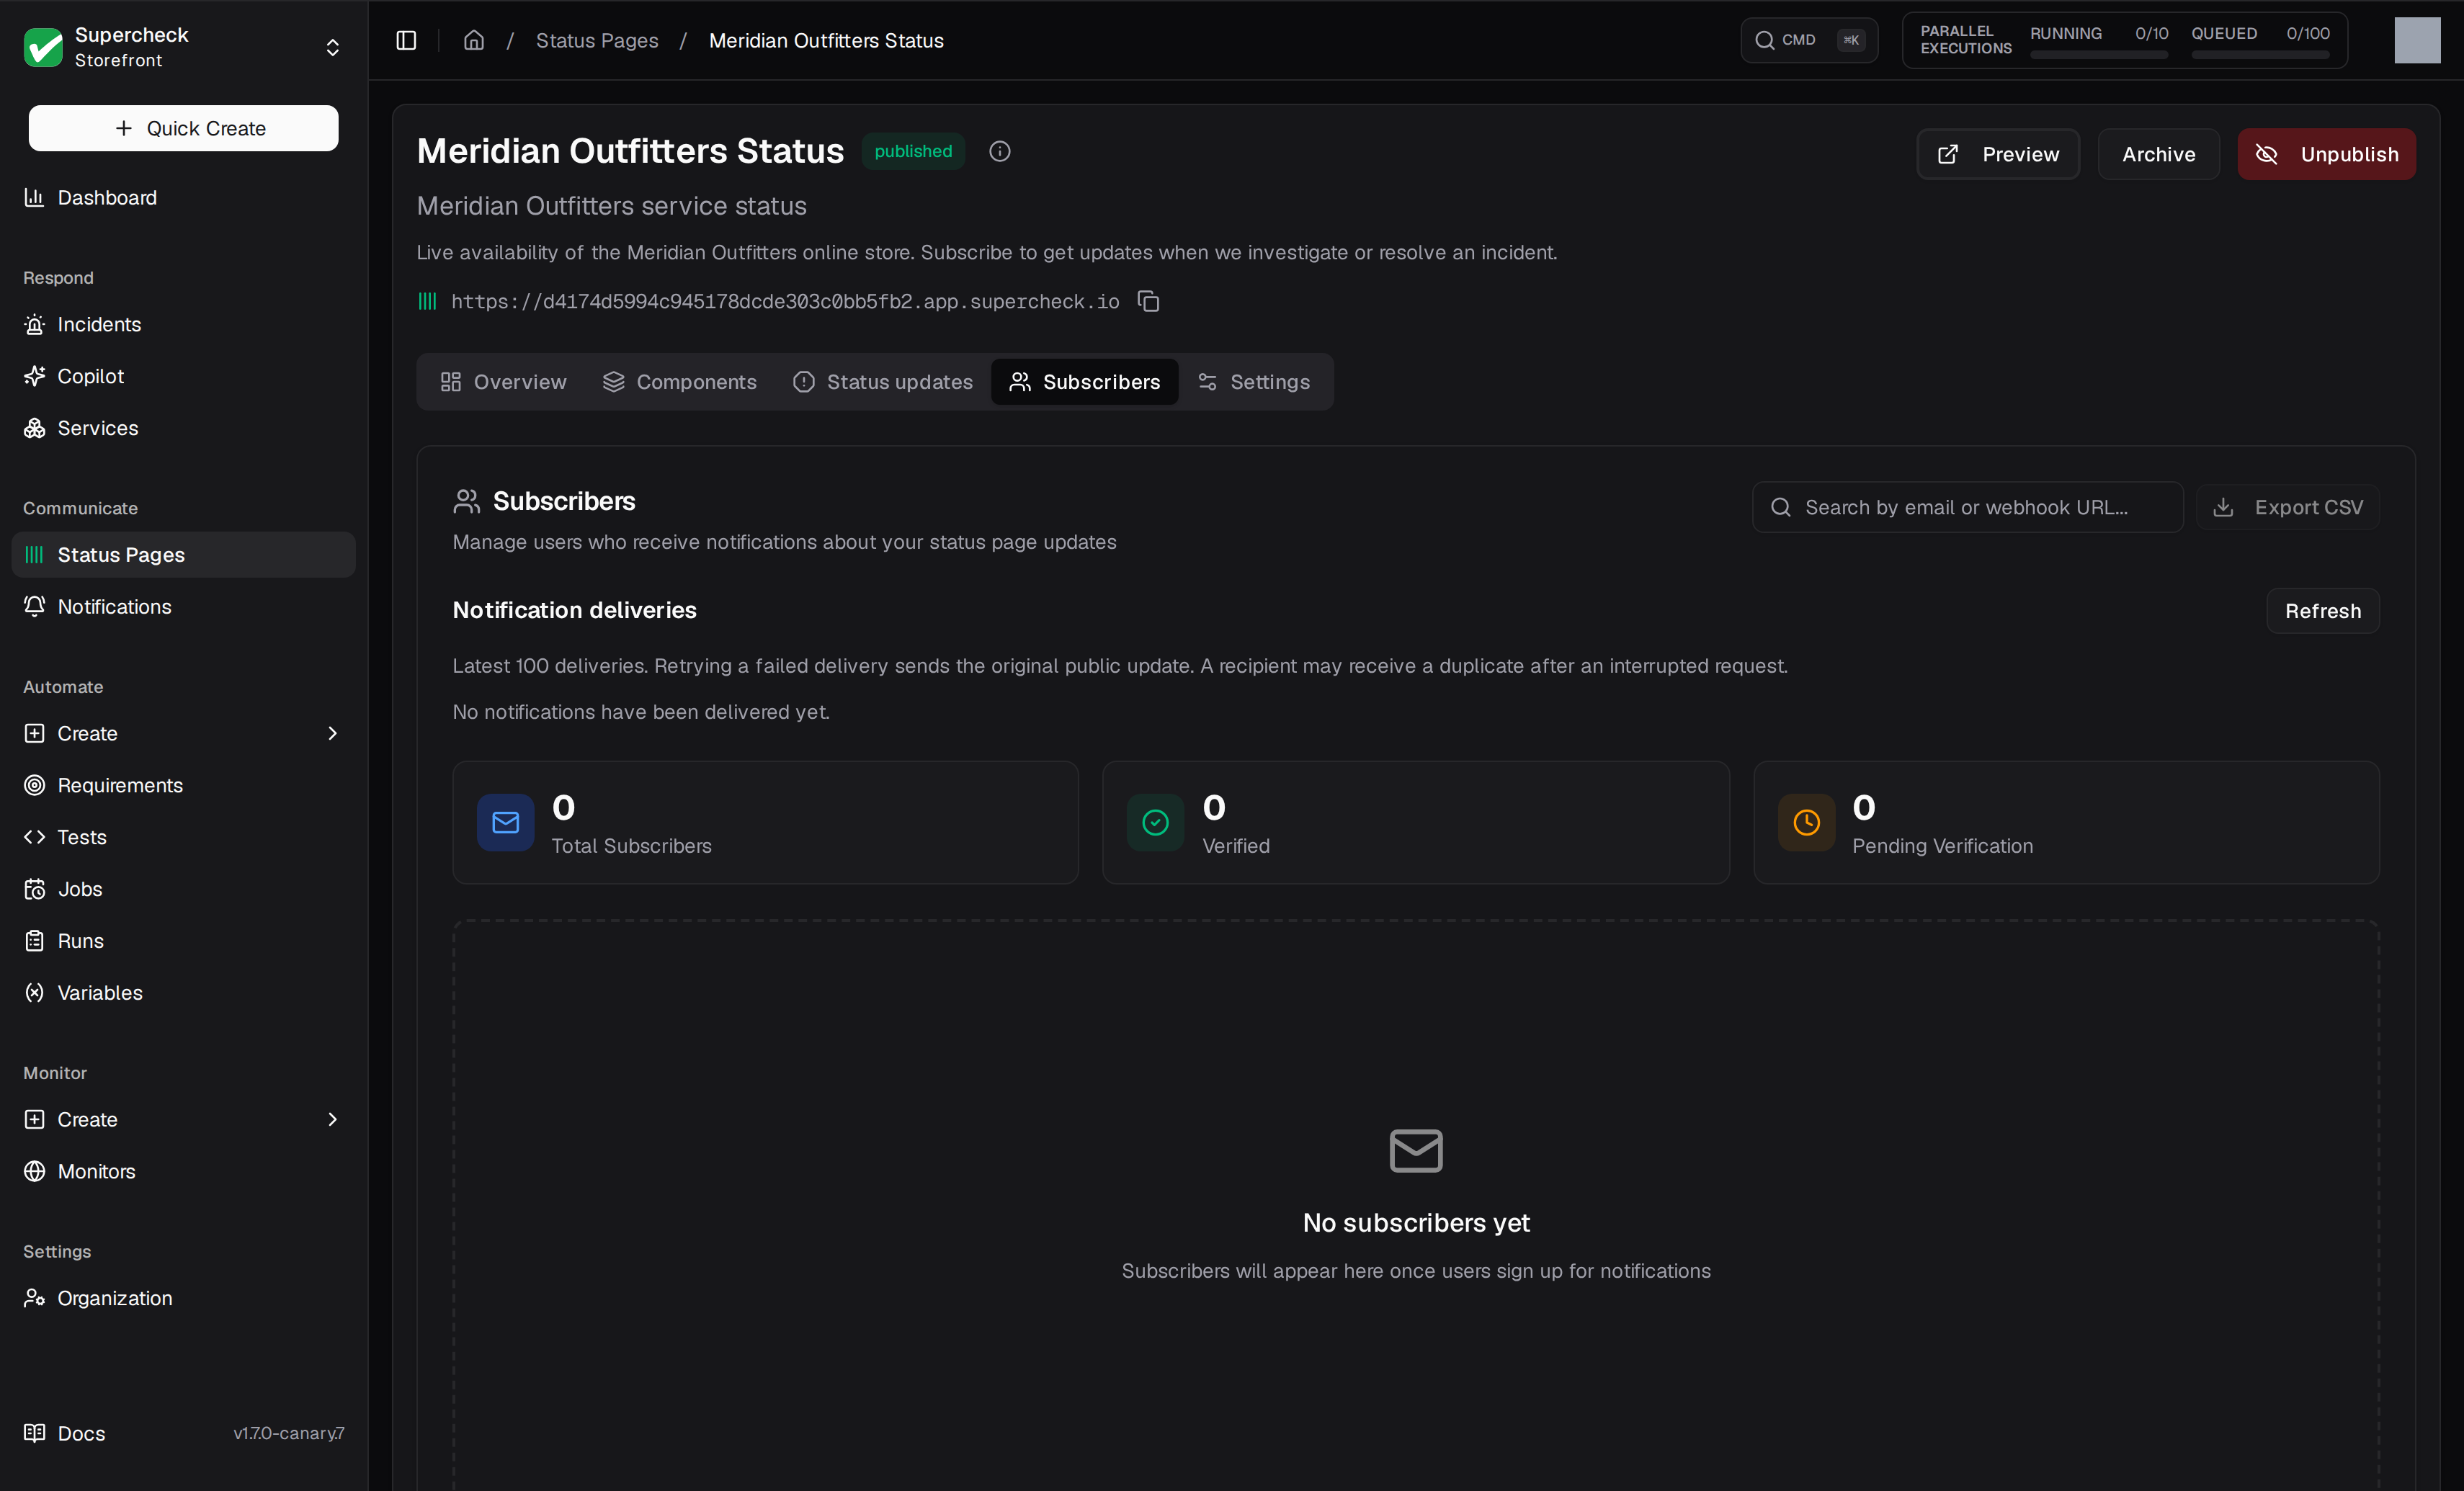 Supercheck
Storefront
Quick Create
Dashboard
Respond
Incidents
Copilot
Services
Communicate
Status Pages
Notifications
Automate
Create
Requirements
Tests
Jobs
Runs
Variables
Monitor
Create
Monitors
Settings
Organization
Docs
v1.7.0-canary.7
/ Status Pages / Meridian Outfitters Status
CMD ⌘K
PARALLEL EXECUTIONS
RUNNING 0/10
QUEUED 0/100
Meridian Outfitters Status
published
Preview
Archive
Unpublish
Meridian Outfitters service status
Live availability of the Meridian Outfitters online store. Subscribe to get updates when we investigate or resolve an incident.
https://d4174d5994c945178dcde303c0bb5fb2.app.supercheck.io
Overview
Components
Status updates
Subscribers
Settings
Subscribers
Manage users who receive notifications about your status page updates
Search by email or webhook URL...
Export CSV
Notification deliveries
Refresh
Latest 100 deliveries. Retrying a failed delivery sends the original public update. A recipient may receive a duplicate after an interrupted request.
No notifications have been delivered yet.
0
Total Subscribers
0
Verified
0
Pending Verification
No subscribers yet
Subscribers will appear here once users sign up for notifications